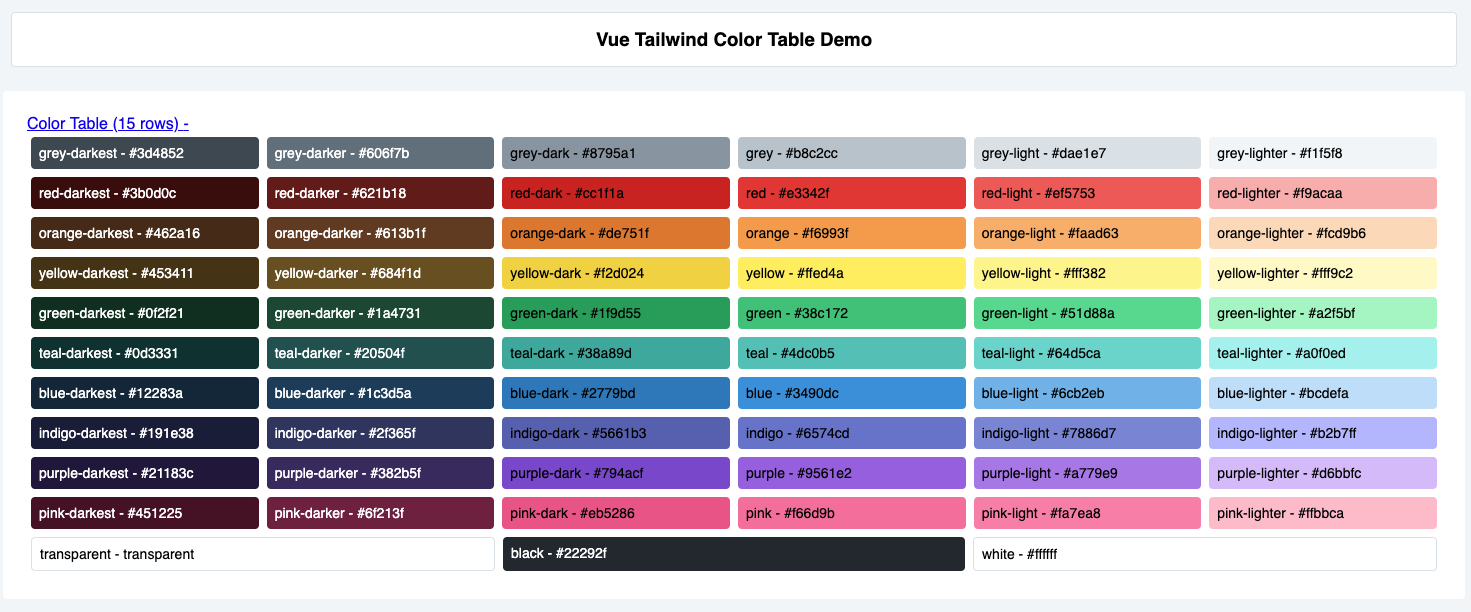 Vue Tailwind Color Table Demo
Color Table (15 rows) -
grey-darkest - #3d4852 grey-darker - #606f7b grey-dark - #8795a1 grey - #b8c2cc grey-light - #dae1e7 grey-lighter - #f1f5f8
red-darkest - #3b0d0c red-darker - #621b18 red-dark - #cc1f1a red - #e3342f red-light - #ef5753 red-lighter - #f9acaa
orange-darkest - #462a16 orange-darker - #613b1f orange-dark - #de751f orange - #f6993f orange-light - #faad63 orange-lighter - #fcd9b6
yellow-darkest - #453411 yellow-darker - #684f1d yellow-dark - #f2d024 yellow - #ffed4a yellow-light - #fff382 yellow-lighter - #fff9c2
green-darkest - #0f2f21 green-darker - #1a4731 green-dark - #1f9d55 green - #38c172 green-light - #51d88a green-lighter - #a2f5bf
teal-darkest - #0d3331 teal-darker - #20504f teal-dark - #38a89d teal - #4dc0b5 teal-light - #64d5ca teal-lighter - #a0f0ed
blue-darkest - #12283a blue-darker - #1c3d5a blue-dark - #2779bd blue - #3490dc blue-light - #6cb2eb blue-lighter - #bcdefa
indigo-darkest - #191e38 indigo-darker - #2f365f indigo-dark - #5661b3 indigo - #6574cd indigo-light - #7886d7 indigo-lighter - #b2b7ff
purple-darkest - #21183c purple-darker - #382b5f purple-dark - #794acf purple - #9561e2 purple-light - #a779e9 purple-lighter - #d6bbfc
pink-darkest - #451225 pink-darker - #6f213f pink-dark - #eb5286 pink - #f66d9b pink-light - #fa7ea8 pink-lighter - #ffbbca
transparent - transparent black - #22292f white - #ffffff